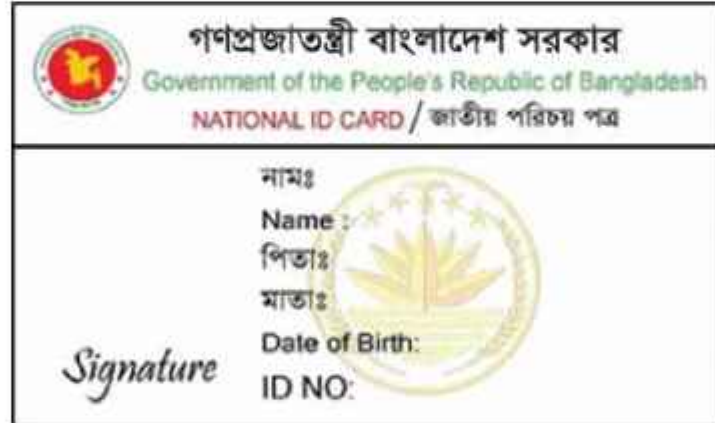 গণপ্রজাতন্ত্রী বাংলাদেশ সরকার
Government of the People's Republic of Bangladesh
NATIONAL ID CARD / জাতীয় পরিচয় পত্র
নামঃ
Name :
পিতাঃ
মাতাঃ
Date of Birth:
Signature
ID NO: